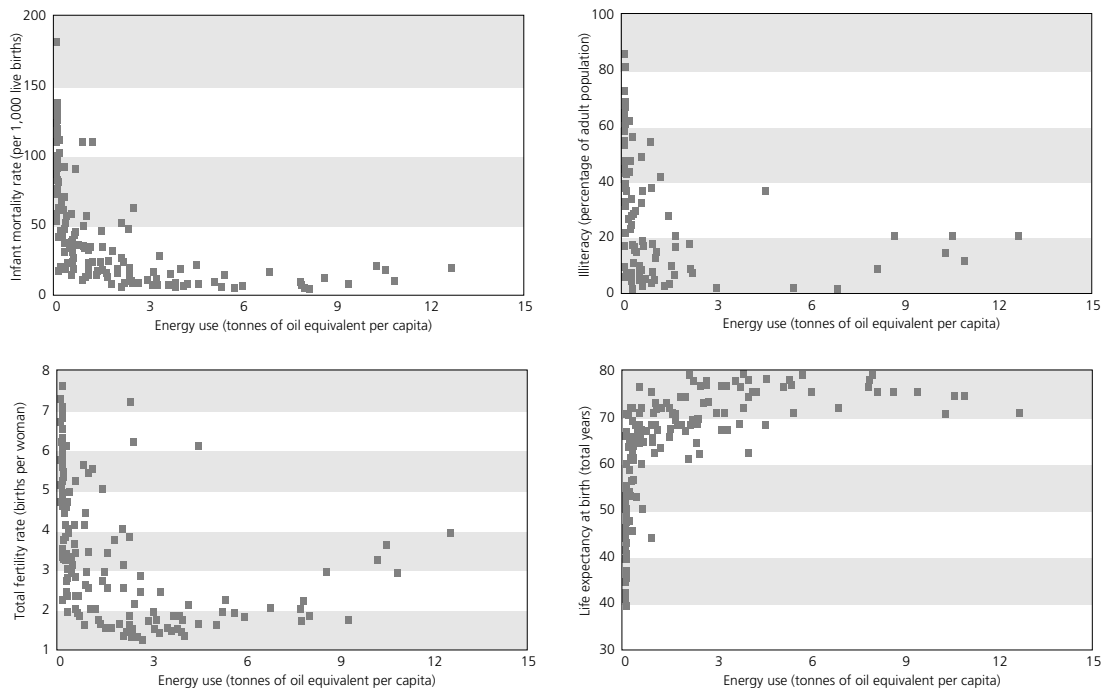 200
150
100
50
0
Infant mortality rate (per 1,000 live births)
0 3 6 9 12 15
Energy use (tonnes of oil equivalent per capita)
100
80
60
40
20
0
Illiteracy (percentage of adult population)
0 3 6 9 12 15
Energy use (tonnes of oil equivalent per capita)
8
7
6
5
4
3
2
1
Total fertility rate (births per woman)
0 3 6 9 12 15
Energy use (tonnes of oil equivalent per capita)
80
70
60
50
40
40
30
Life expectancy at birth (total years)
0 3 6 9 12 15
Energy use (tonnes of oil equivalent per capita)